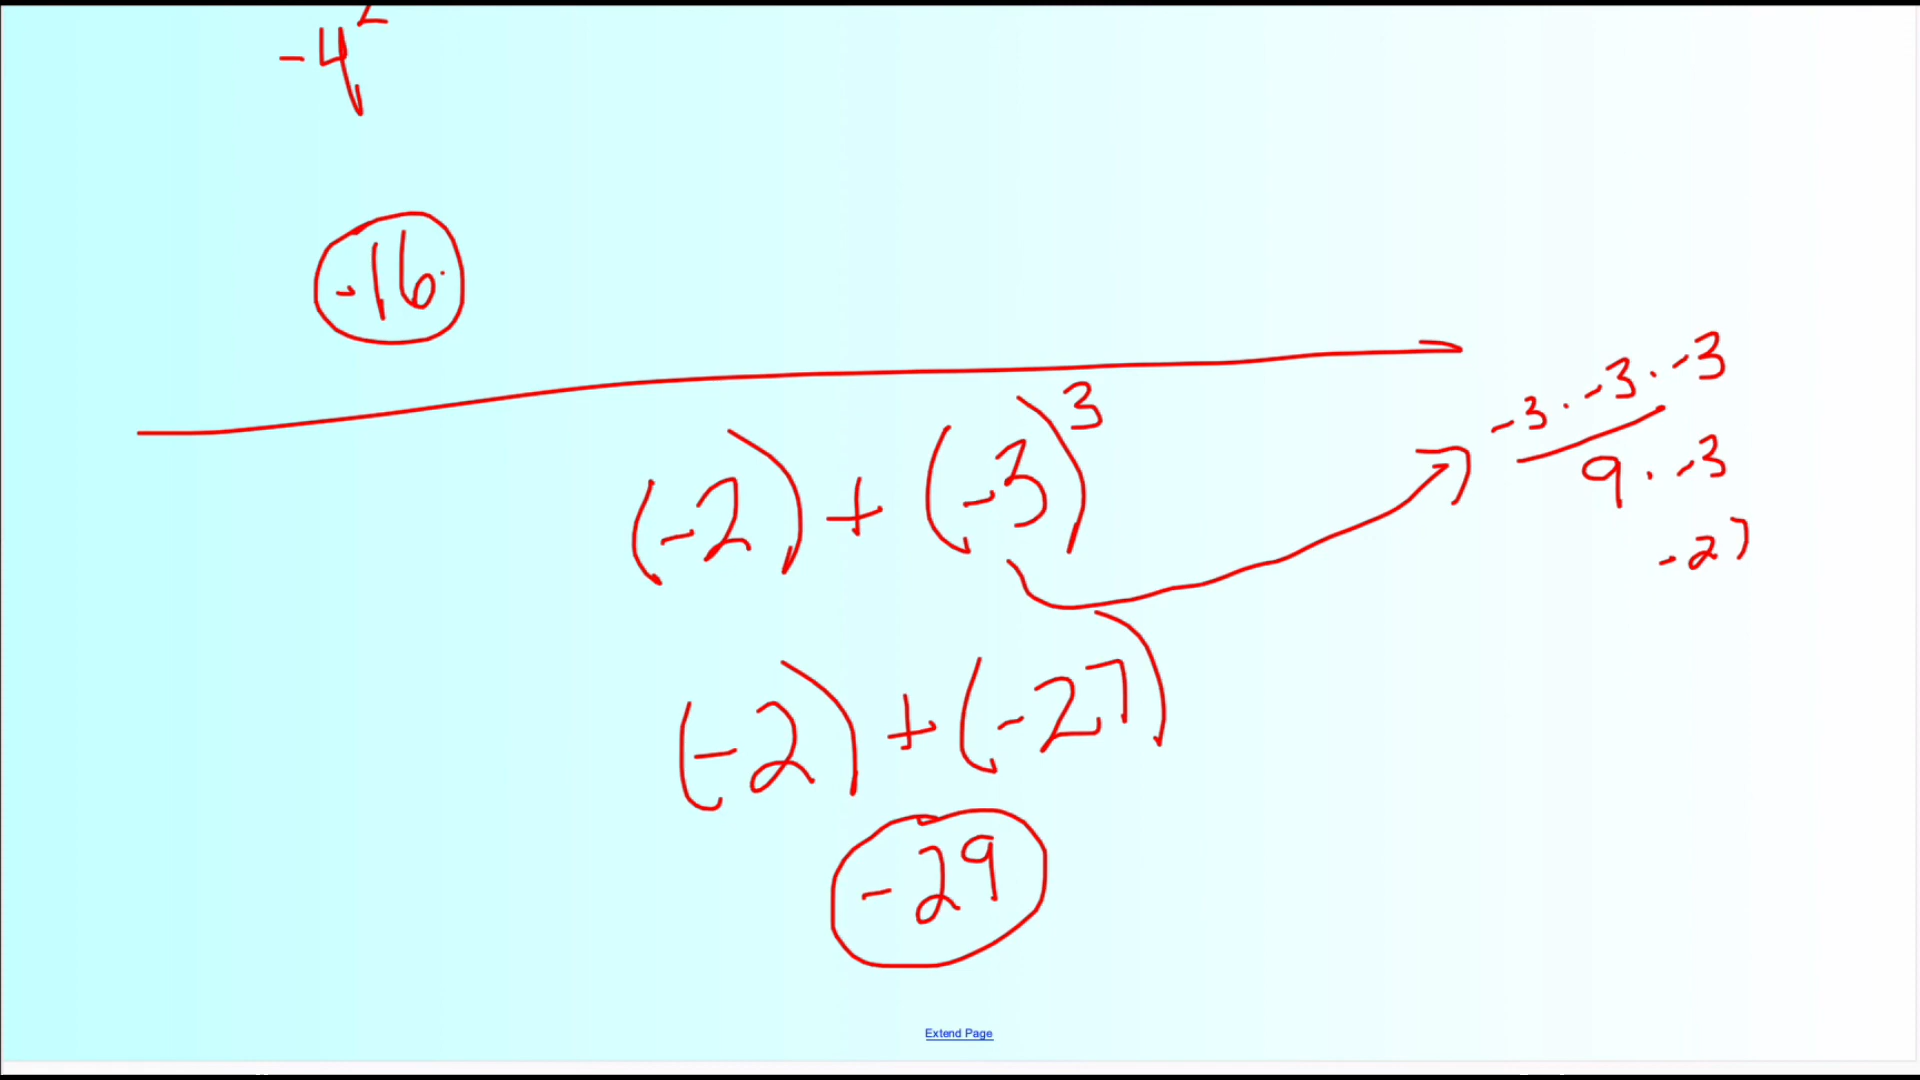 -4²
-16
(-2) + (-3)³
-3 · -3 · -3
9 · -3
-27
(-2) + (-27)
-29
Extend Page